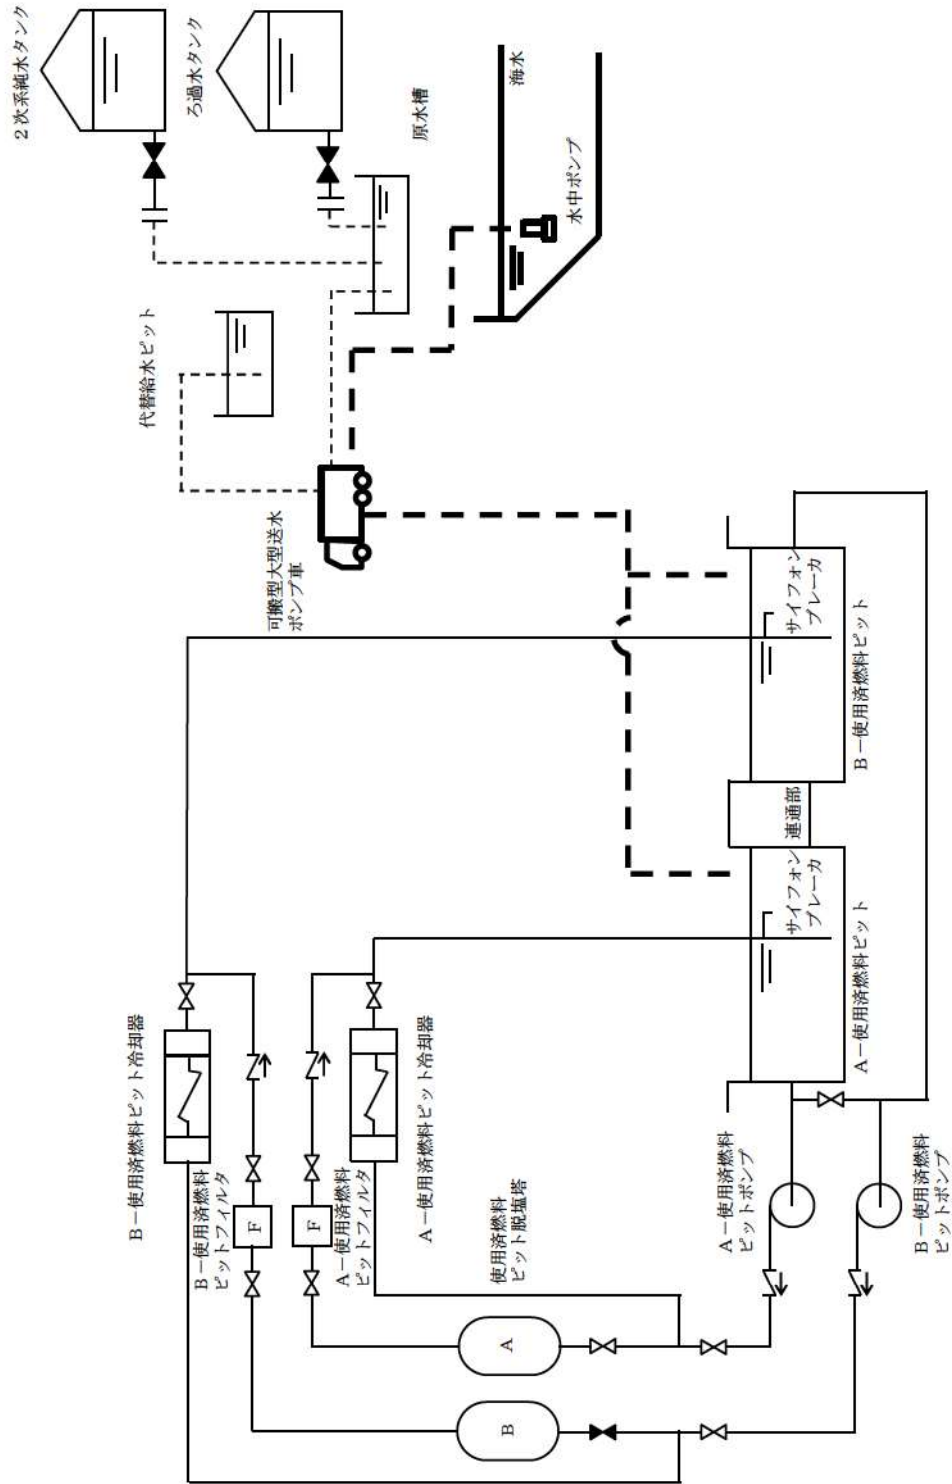 2次系純水タンク
ろ過水タンク
原水槽
海水
水中ポンプ
代替給水ピット
可搬型大型送水
ポンプ車
サイフォン
ブレーカ
B－使用済燃料ピット
連通部
サイフォン
ブレーカ
A－使用済燃料ピット
B－使用済燃料ピット冷却器
B－使用済燃料
ピットフィルタ
F
F
A－使用済燃料
ピットフィルタ
A－使用済燃料ピット冷却器
使用済燃料
ピット脱塩塔
A
B
A－使用済燃料
ピットポンプ
B－使用済燃料
ピットポンプ